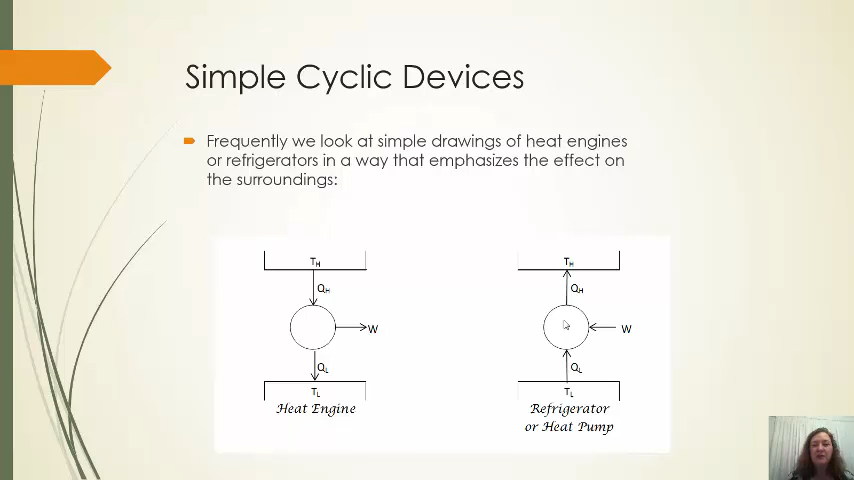 Simple Cyclic Devices
Frequently we look at simple drawings of heat engines
or refrigerators in a way that emphasizes the effect on
the surroundings:
TH
QH
W
QL
TL
Heat Engine
TH
QH
W
QL
TL
Refrigerator
or Heat Pump